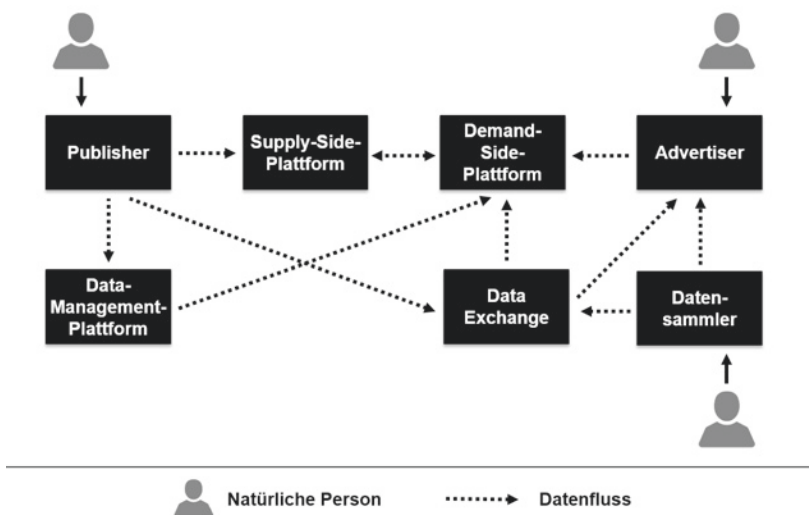 Publisher
Supply-Side-
Plattform
Demand-
Side-
Plattform
Advertiser
Data-
Management-
Plattform
Data
Exchange
Daten-
sammler
Natürliche Person
Datenfluss